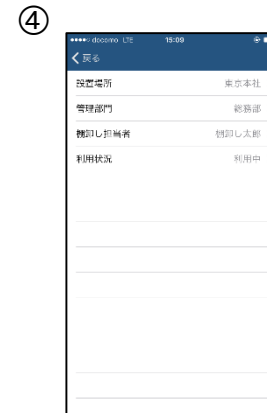 ④
docomo LTE 15:09
戻る
設置場所 東京本社
管理部門 総務部
棚卸し担当者 棚卸し太郎
利用状況 利用中